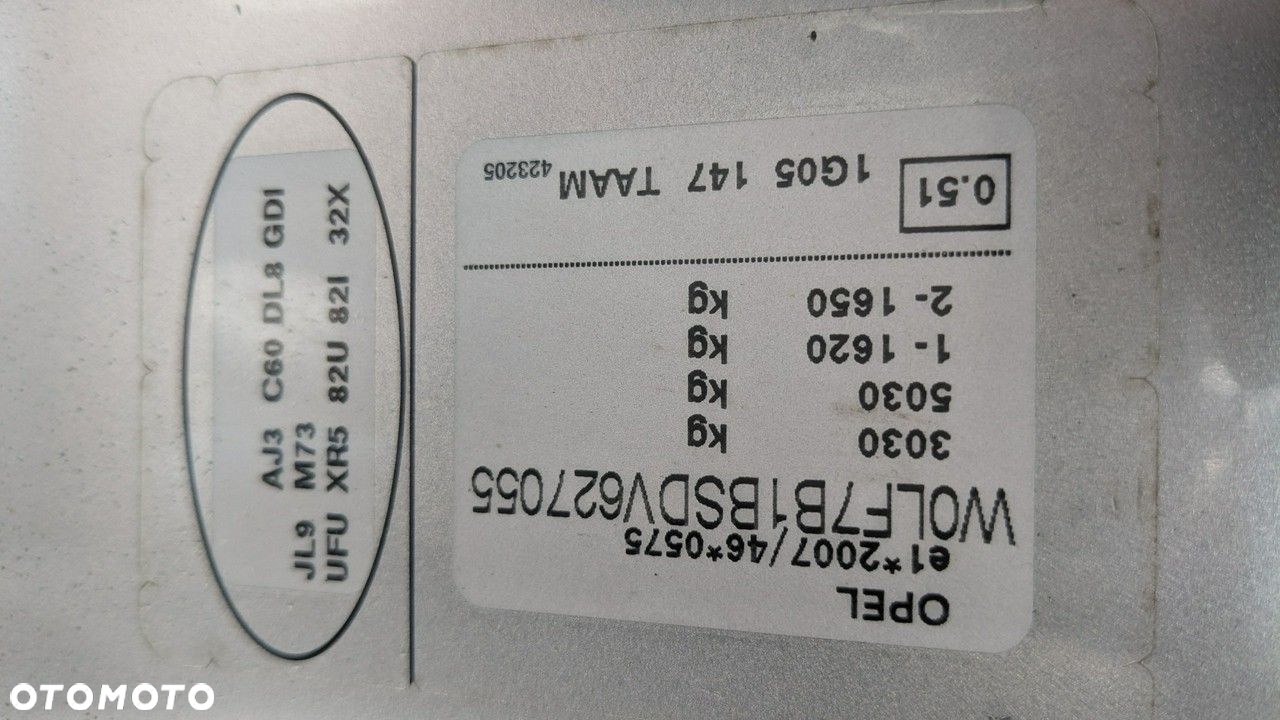 OPEL
e1*2007/46*0575
W0LF7B1BSDV627055
3030 kg
5030 kg
1- 1620 kg
2- 1650 kg
0.51 1G05 147 TAAM 423205
AJ3 C60 DL8 GDI
JL9 M73
UFU XR5 82U 82I 32X
OTOMOTO